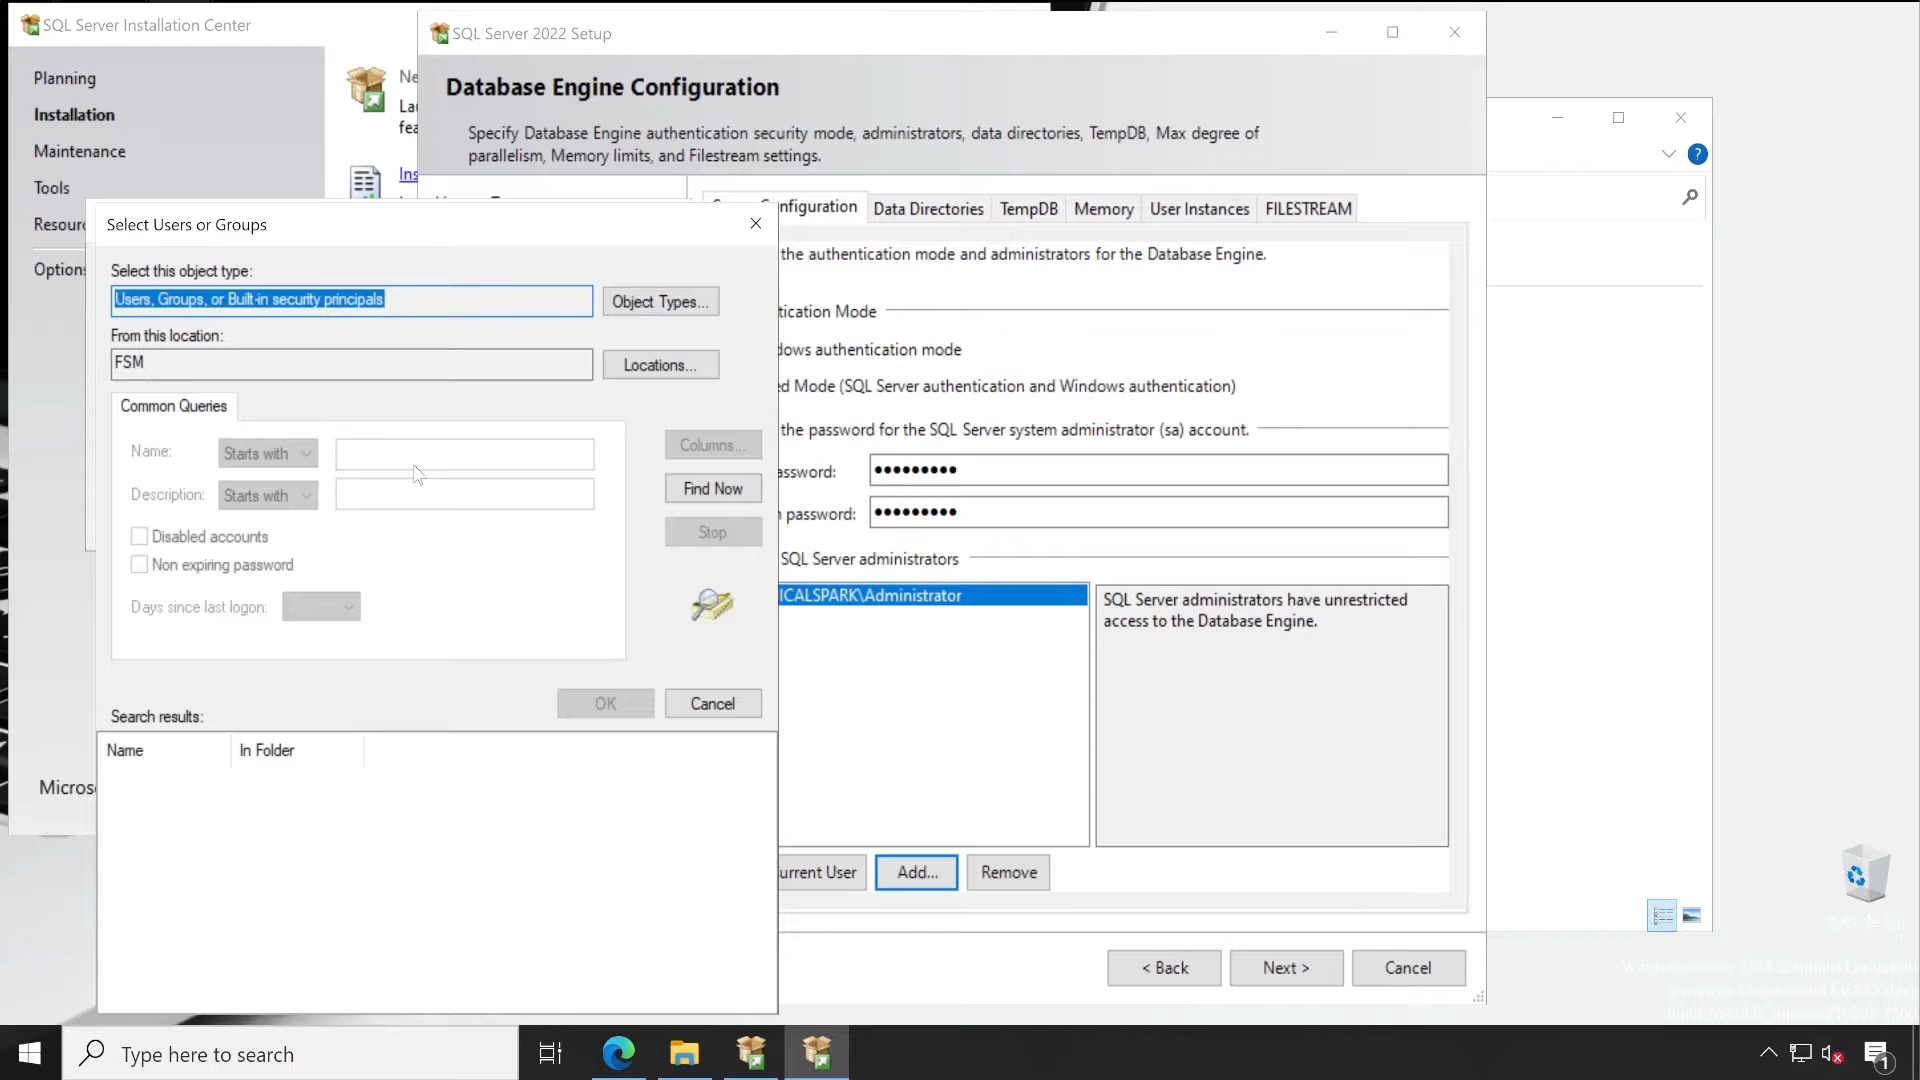 SQL Server Installation Center
Planning
Installation
Maintenance
Tools
Resour
Options
Micros
Ne
Lau
fea
Ins
SQL Server 2022 Setup
Database Engine Configuration
Specify Database Engine authentication security mode, administrators, data directories, TempDB, Max degree of
parallelism, Memory limits, and Filestream settings.
nfiguration
Data Directories
TempDB
Memory
User Instances
FILESTREAM
the authentication mode and administrators for the Database Engine.
tication Mode
dows authentication mode
ed Mode (SQL Server authentication and Windows authentication)
the password for the SQL Server system administrator (sa) account.
assword:
●●●●●●●●●
n password:
●●●●●●●●●
SQL Server administrators
ICALSPARK\Administrator
SQL Server administrators have unrestricted
access to the Database Engine.
urrent User
Add...
Remove
< Back
Next >
Cancel
Select Users or Groups
Select this object type:
Users, Groups, or Built-in security principals
Object Types...
From this location:
FSM
Locations...
Common Queries
Name:
Starts with
Description:
Starts with
Disabled accounts
Non expiring password
Days since last logon:
Columns...
Find Now
Stop
OK
Cancel
Search results:
Name
In Folder
Type here to search
1